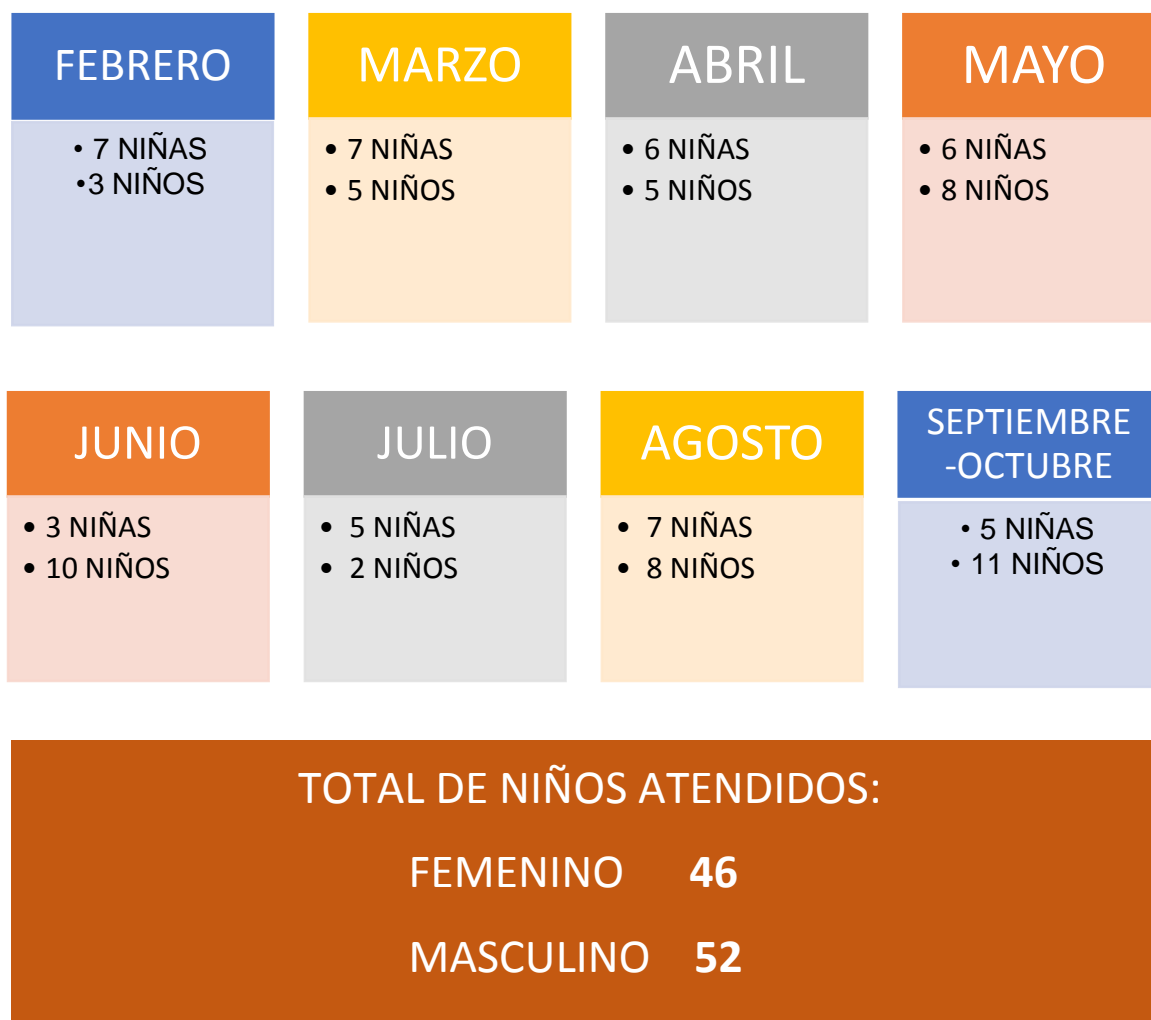 FEBRERO
• 7 NIÑAS
•3 NIÑOS
MARZO
• 7 NIÑAS
• 5 NIÑOS
ABRIL
• 6 NIÑAS
• 5 NIÑOS
MAYO
• 6 NIÑAS
• 8 NIÑOS
JUNIO
• 3 NIÑAS
• 10 NIÑOS
JULIO
• 5 NIÑAS
• 2 NIÑOS
AGOSTO
• 7 NIÑAS
• 8 NIÑOS
SEPTIEMBRE
-OCTUBRE
• 5 NIÑAS
• 11 NIÑOS
TOTAL DE NIÑOS ATENDIDOS:
FEMENINO 46
MASCULINO 52